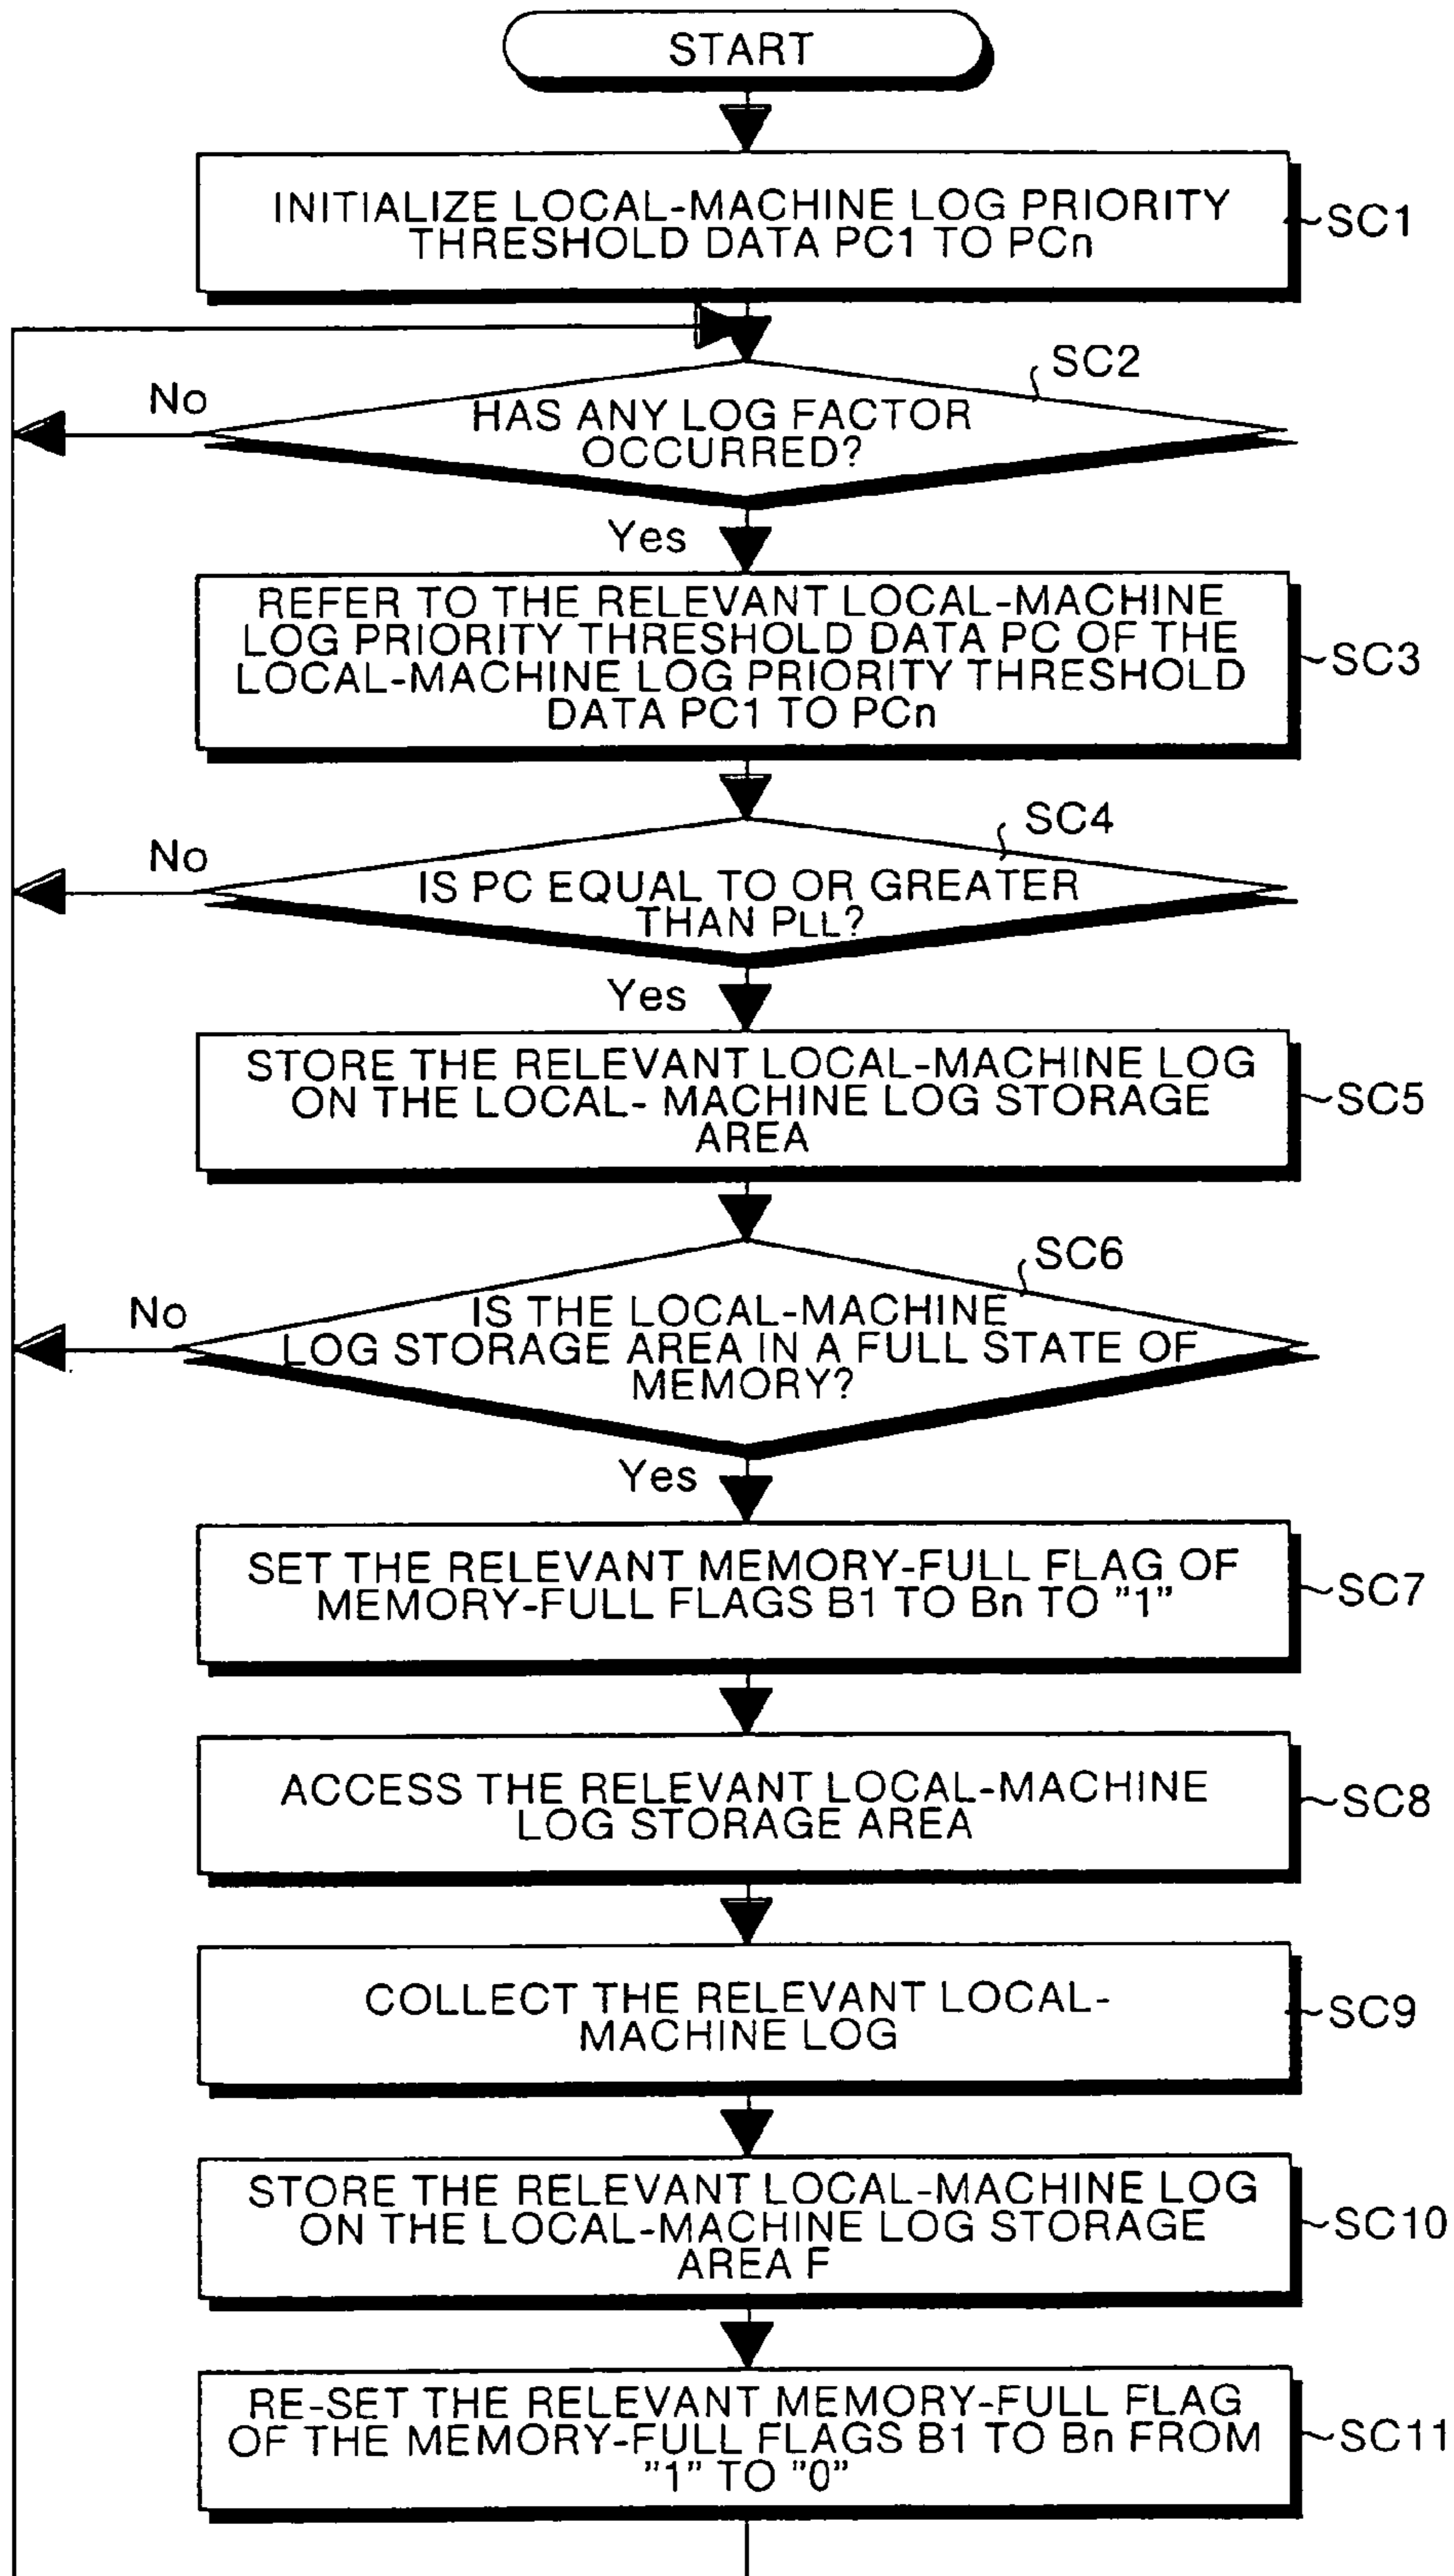 START
INITIALIZE LOCAL-MACHINE LOG PRIORITY
THRESHOLD DATA PC1 TO PCn
SC1
SC2
No
HAS ANY LOG FACTOR
OCCURRED?
Yes
REFER TO THE RELEVANT LOCAL-MACHINE
LOG PRIORITY THRESHOLD DATA PC OF THE
LOCAL-MACHINE LOG PRIORITY THRESHOLD
DATA PC1 TO PCn
SC3
SC4
No
IS PC EQUAL TO OR GREATER
THAN PLL?
Yes
STORE THE RELEVANT LOCAL-MACHINE LOG
ON THE LOCAL- MACHINE LOG STORAGE
AREA
SC5
SC6
No
IS THE LOCAL-MACHINE
LOG STORAGE AREA IN A FULL STATE OF
MEMORY?
Yes
SET THE RELEVANT MEMORY-FULL FLAG OF
MEMORY-FULL FLAGS B1 TO Bn TO "1"
SC7
ACCESS THE RELEVANT LOCAL-MACHINE
LOG STORAGE AREA
SC8
COLLECT THE RELEVANT LOCAL-
MACHINE LOG
SC9
STORE THE RELEVANT LOCAL-MACHINE LOG
ON THE LOCAL-MACHINE LOG STORAGE
AREA F
SC10
RE-SET THE RELEVANT MEMORY-FULL FLAG
OF THE MEMORY-FULL FLAGS B1 TO Bn FROM
"1" TO "0"
SC11